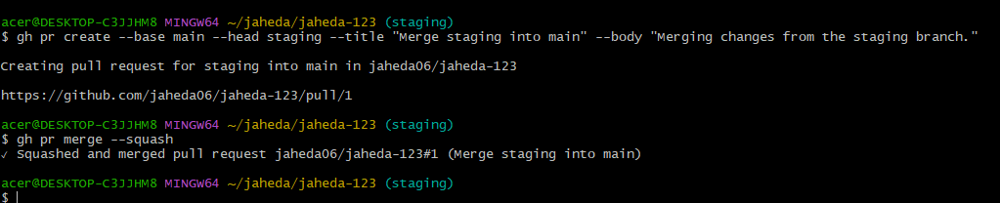 acer@DESKTOP-C3JJHM8 MINGW64 ~/jaheda/jaheda-123 (staging)
$ gh pr create --base main --head staging --title "Merge staging into main" --body "Merging changes from the staging branch."
Creating pull request for staging into main in jaheda06/jaheda-123
https://github.com/jaheda06/jaheda-123/pull/1
acer@DESKTOP-C3JJHM8 MINGW64 ~/jaheda/jaheda-123 (staging)
$ gh pr merge --squash
✓ Squashed and merged pull request jaheda06/jaheda-123#1 (Merge staging into main)
acer@DESKTOP-C3JJHM8 MINGW64 ~/jaheda/jaheda-123 (staging)
$